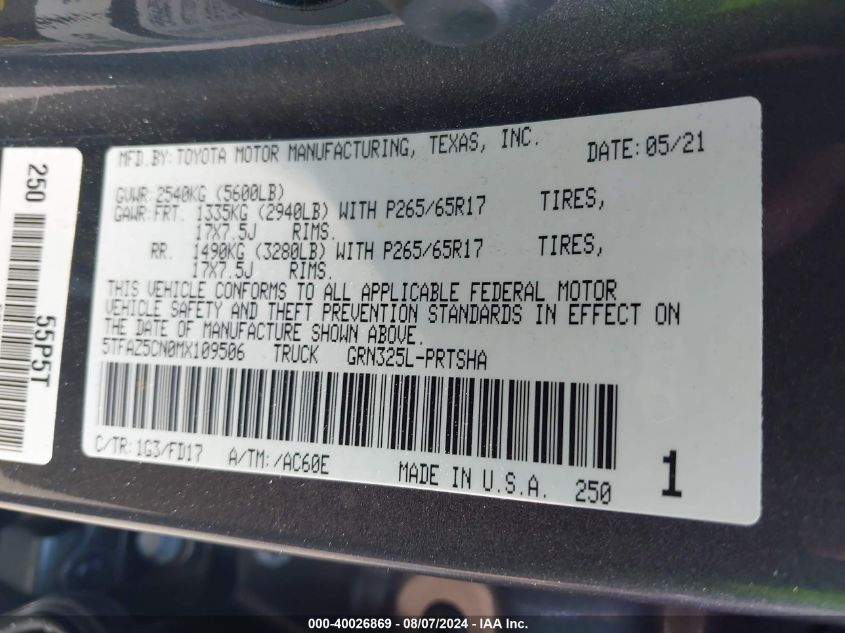 MFD.BY:TOYOTA MOTOR MANUFACTURING, TEXAS, INC. DATE:05/21
GVWR:2540KG (5600LB)
GAWR:FRT. 1335KG (2940LB) WITH P265/65R17 TIRES,
17X7.5J RIMS.
RR. 1490KG (3280LB) WITH P265/65R17 TIRES,
17X7.5J RIMS.
THIS VEHICLE CONFORMS TO ALL APPLICABLE FEDERAL MOTOR
VEHICLE SAFETY AND THEFT PREVENTION STANDARDS IN EFFECT ON
THE DATE OF MANUFACTURE SHOWN ABOVE.
5TFAZ5CN0MX109506 TRUCK GRN325L-PRTSHA
C/TR:1G3/FD17 A/TM:/AC60E MADE IN U.S.A. 250 1
250
55P5T
000-40026869 - 08/07/2024 - IAA Inc.